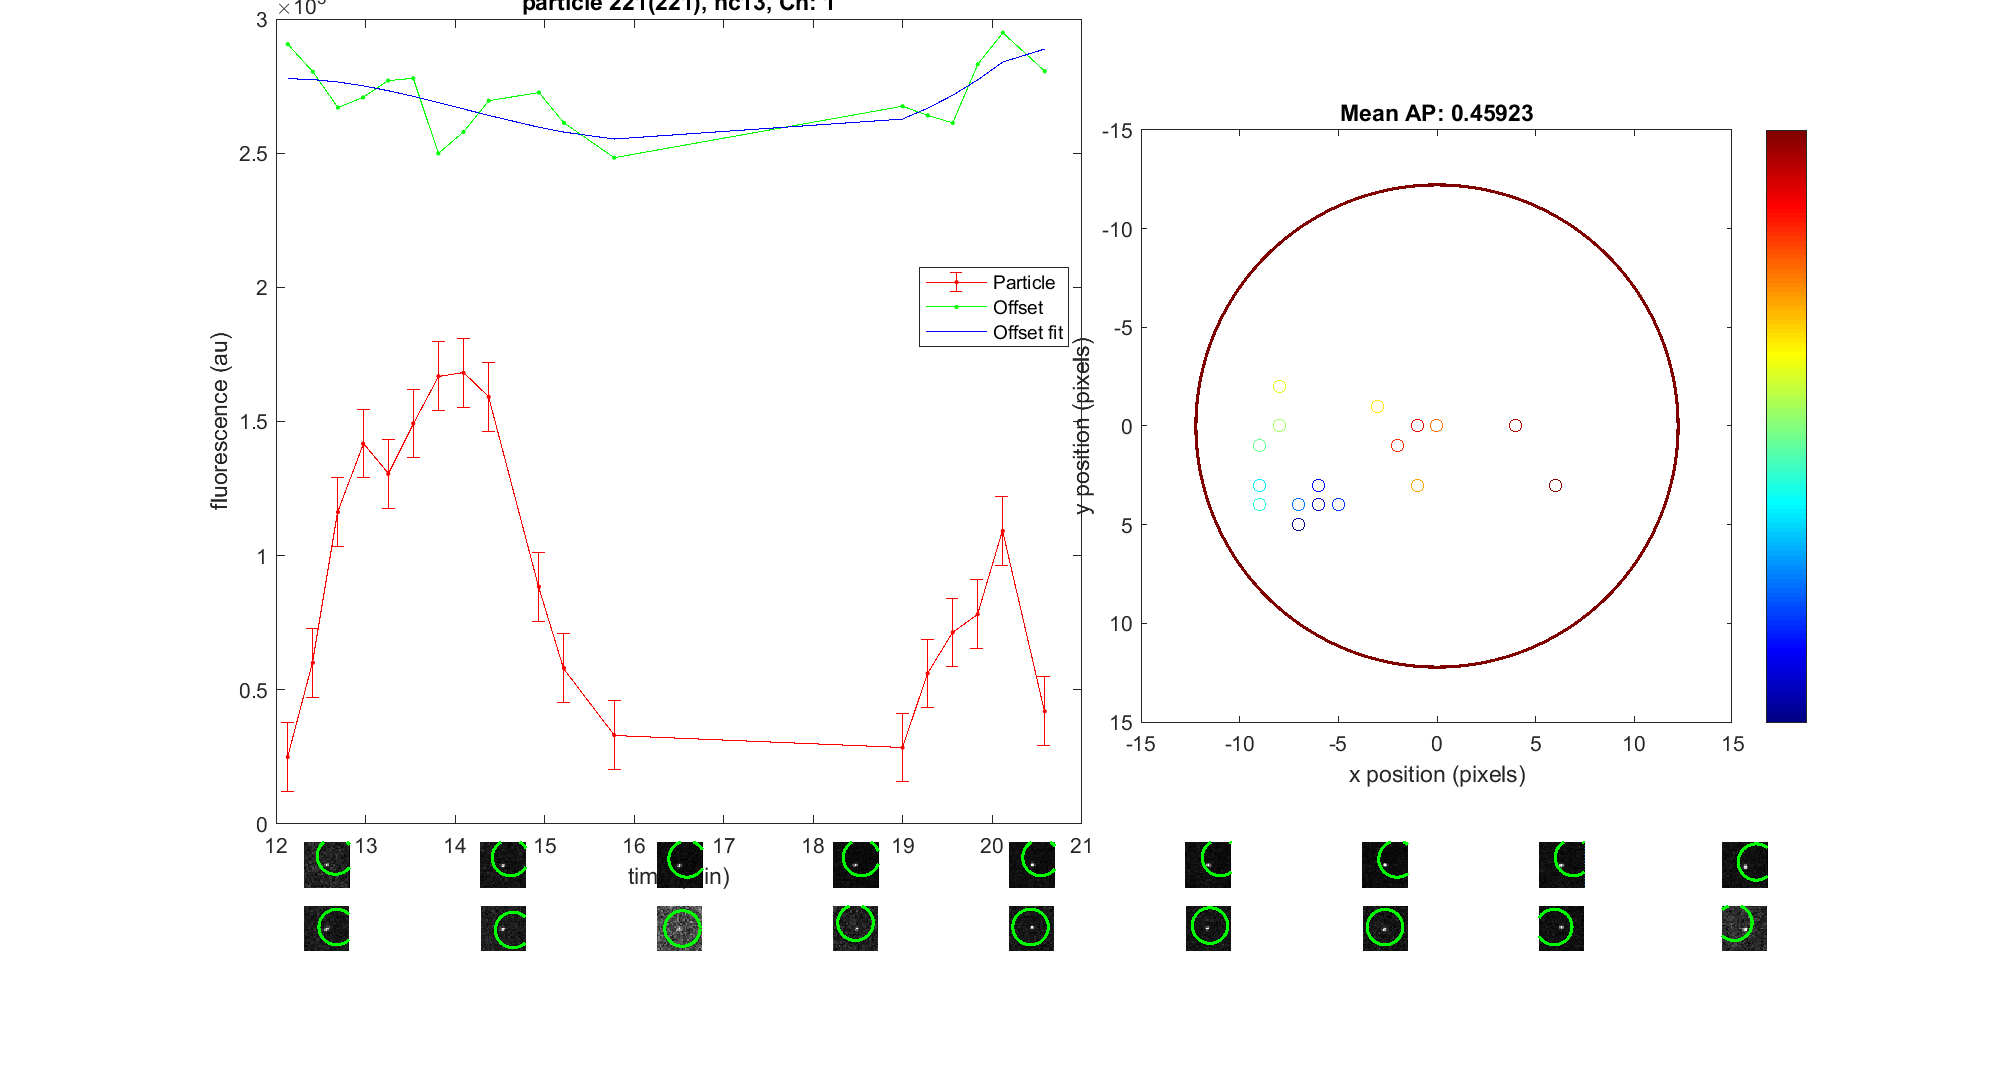 particle 221(221), nc13, Ch: 1
3
2.5
2
1.5
1
0.5
0
fluorescence (au)
Particle
Offset
Offset fit
12 13 14 15 16 17 18 19 20 21
Mean AP: 0.45923
-15
-10
-5
0
5
10
15
y position (pixels)
-15 -10 -5 0 5 10 15
x position (pixels)